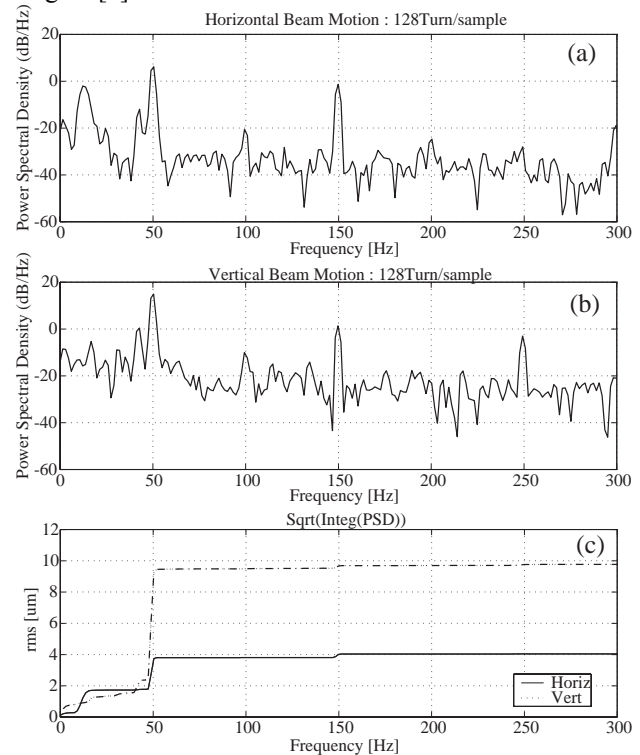 Horizontal Beam Motion : 128Turn/sample
(a)
Power Spectral Density (dB/Hz)
20
0
-20
-40
-60
0 50 100 150 200 250 300
Frequency [Hz]
Vertical Beam Motion : 128Turn/sample
(b)
Power Spectral Density (dB/Hz)
20
0
-20
-40
-60
0 50 100 150 200 250 300
Frequency [Hz]
Sqrt(Integ(PSD))
(c)
rms [um]
12
10
8
6
4
2
0
Horiz
Vert
0 50 100 150 200 250 300
Frequency [Hz]